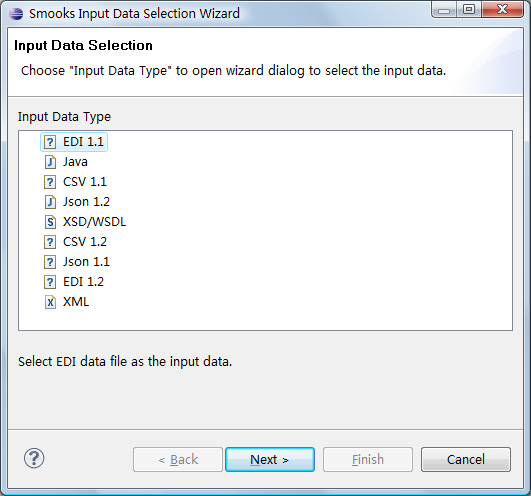 Smooks Input Data Selection Wizard
Input Data Selection
Choose "Input Data Type" to open wizard dialog to select the input data.
Input Data Type
? EDI 1.1
J Java
? CSV 1.1
J Json 1.2
S XSD/WSDL
? CSV 1.2
? Json 1.1
? EDI 1.2
X XML
Select EDI data file as the input data.
? < Back Next > Finish Cancel